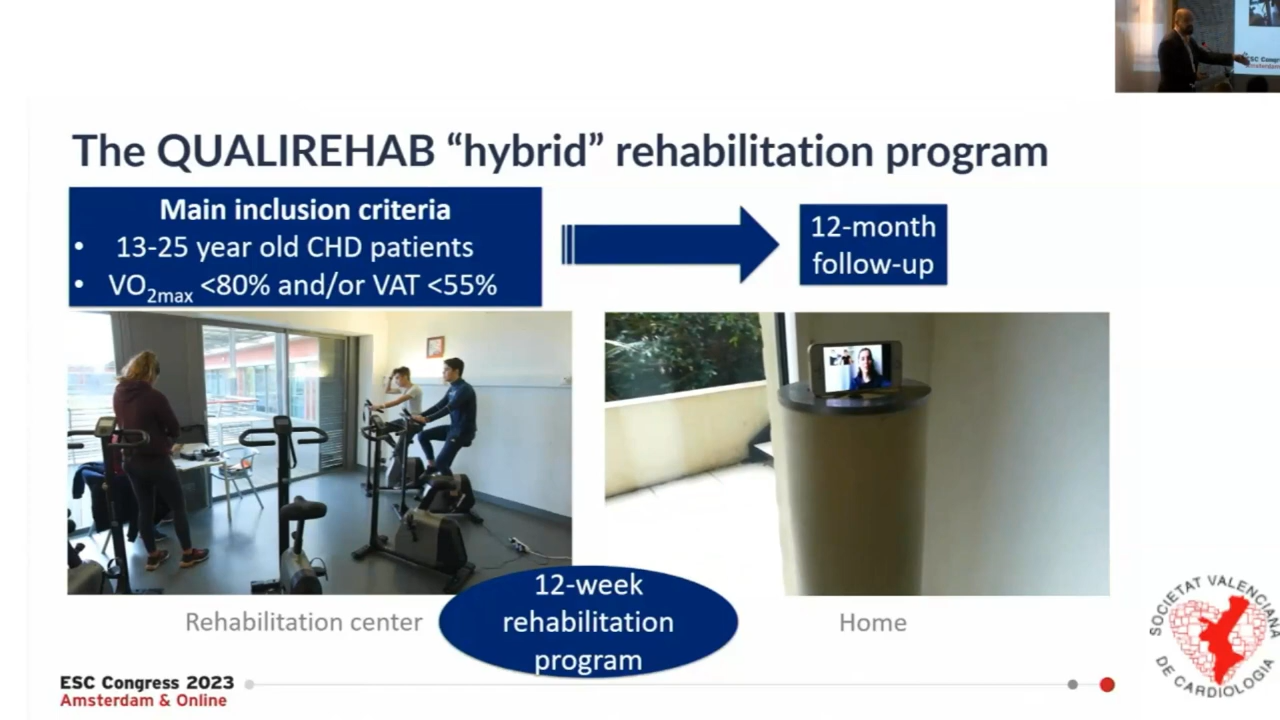 The QUALIREHAB “hybrid” rehabilitation program
Main inclusion criteria
• 13-25 year old CHD patients
• VO2max <80% and/or VAT <55%
12-month
follow-up
Rehabilitation center
12-week
rehabilitation
program
Home
ESC Congress 2023
Amsterdam & Online
SOCIETAT VALENCIANA
DE CARDIOLOGIA